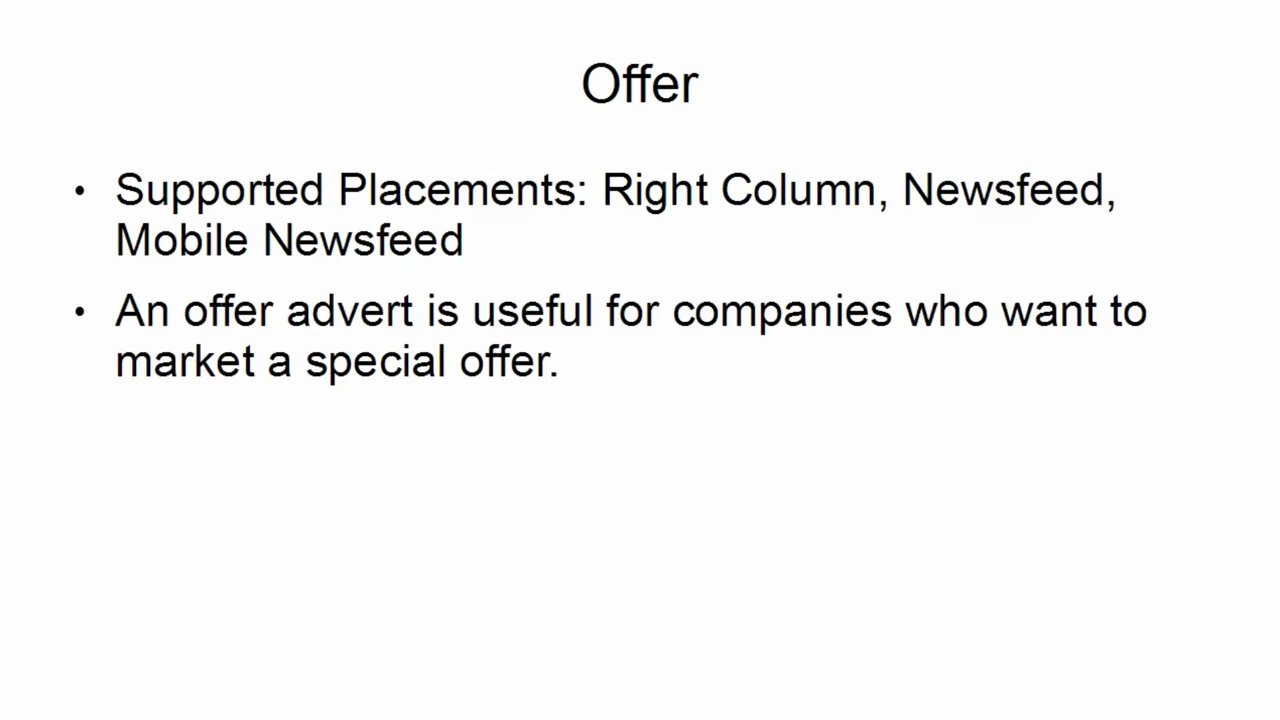 Offer
• Supported Placements: Right Column, Newsfeed,
Mobile Newsfeed
• An offer advert is useful for companies who want to
market a special offer.